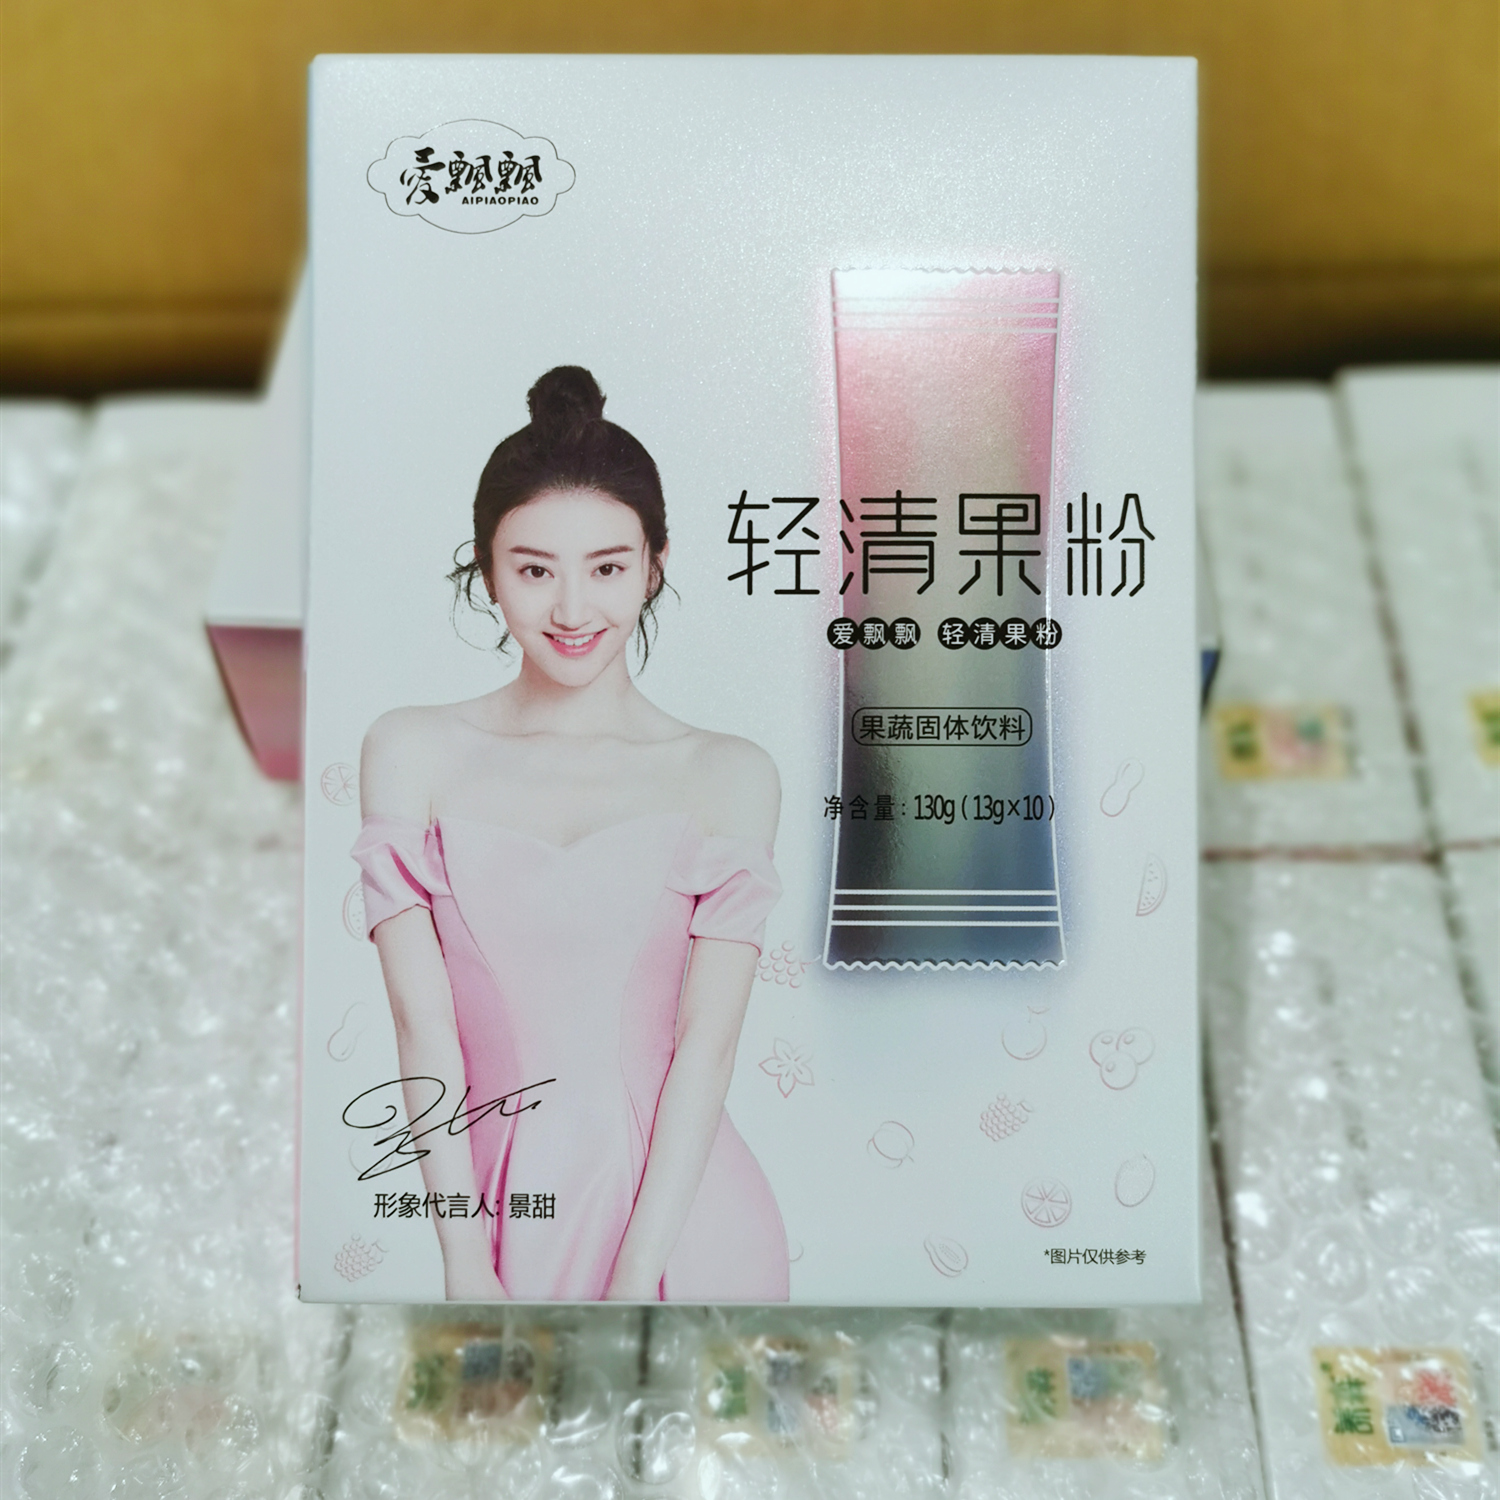 爱飘飘
AIPIAOPIAO
轻清果粉
爱飘飘 轻清果粉
果蔬固体饮料
净含量：130g(13g×10)
形象代言人: 景甜
*图片仅供参考